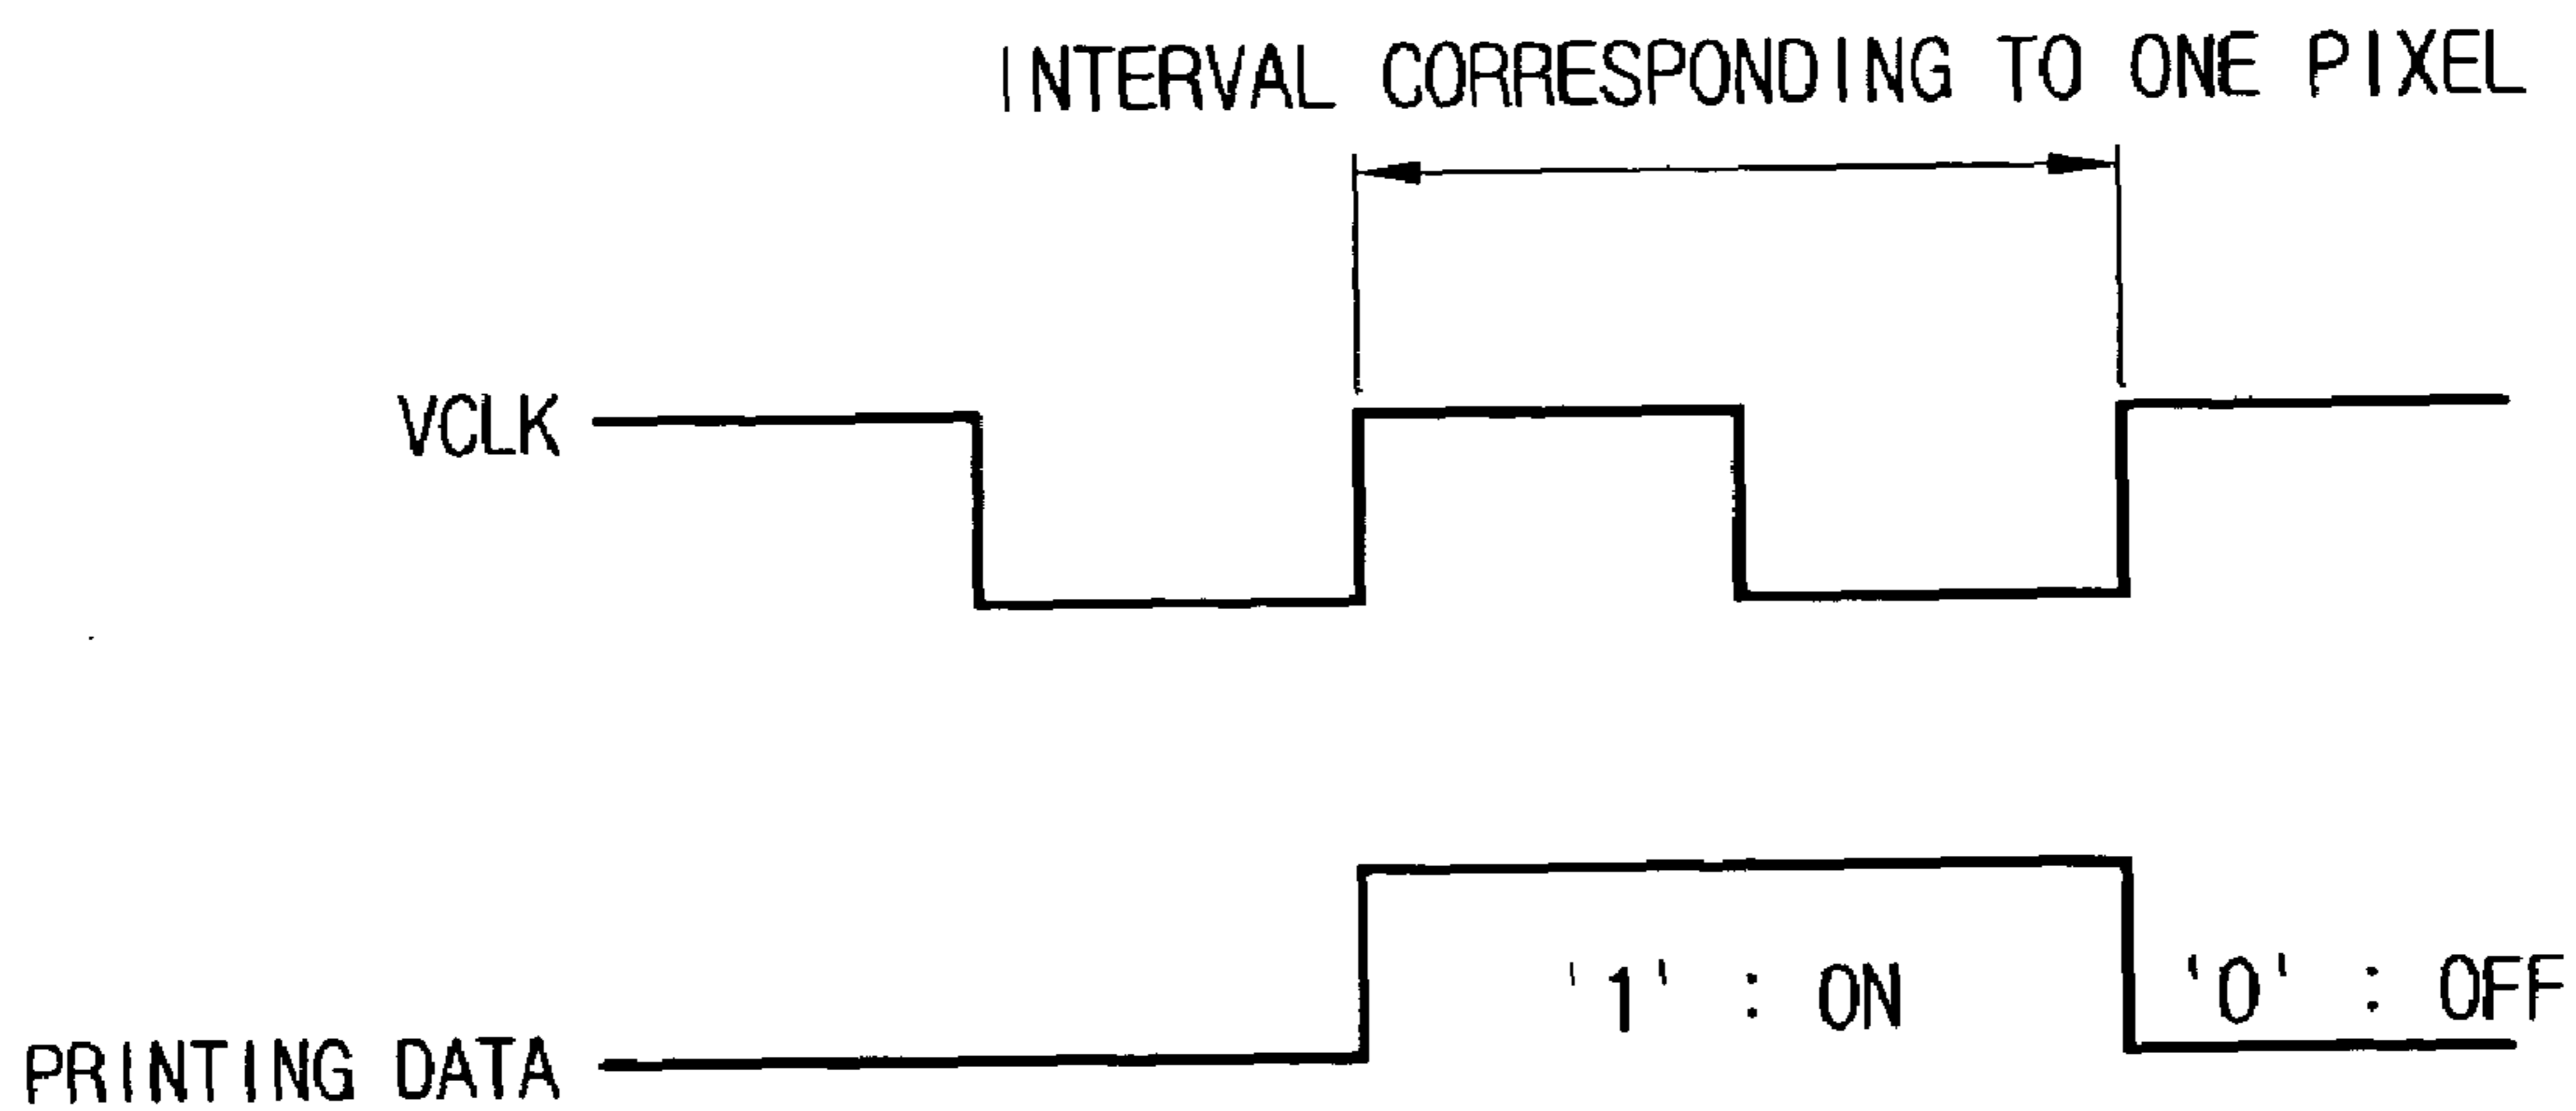 INTERVAL CORRESPONDING TO ONE PIXEL
VCLK
'1' : ON
'0' : OFF
PRINTING DATA